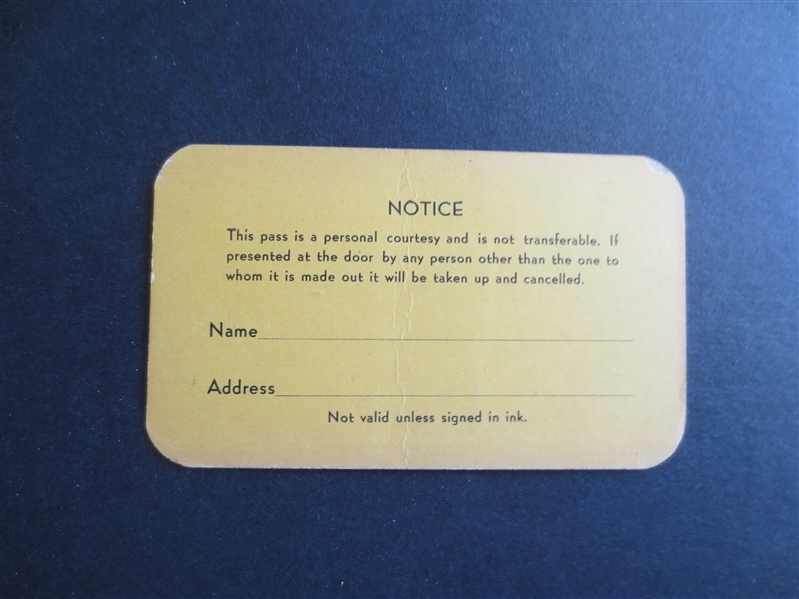 NOTICE
This pass is a personal courtesy and is not transferable. If
presented at the door by any person other than the one to
whom it is made out it will be taken up and cancelled.
Name
Address
Not valid unless signed in ink.